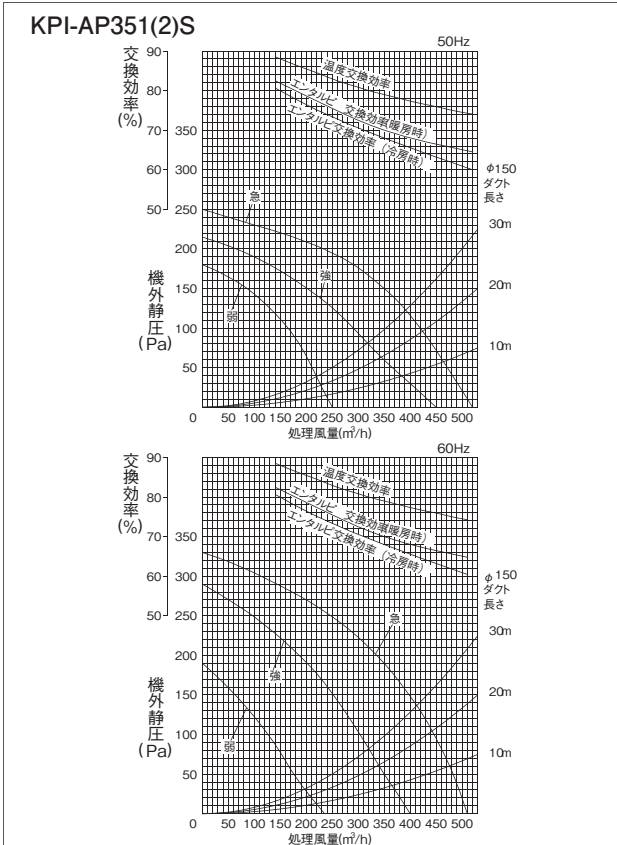 KPI-AP351(2)S
50Hz
交換効率(%)
90
80
70
60
50
350
300
250
200
150
100
50
0
機外静圧(Pa)
温度交換効率
エンタルピ 交換効率(暖房時)
エンタルピ交換効率 (冷房時)
急
強
弱
φ150
ダクト
長さ
30m
20m
10m
50 100 150 200 250 300 350 400 450 500
処理風量(m³/h)
60Hz
交換効率(%)
90
80
70
60
50
350
300
250
200
150
100
50
0
機外静圧(Pa)
温度交換効率
エンタルピ 交換効率(暖房時)
エンタルピ交換効率 (冷房時)
急
強
弱
φ150
ダクト
長さ
30m
20m
10m
50 100 150 200 250 300 350 400 450 500
処理風量(m³/h)